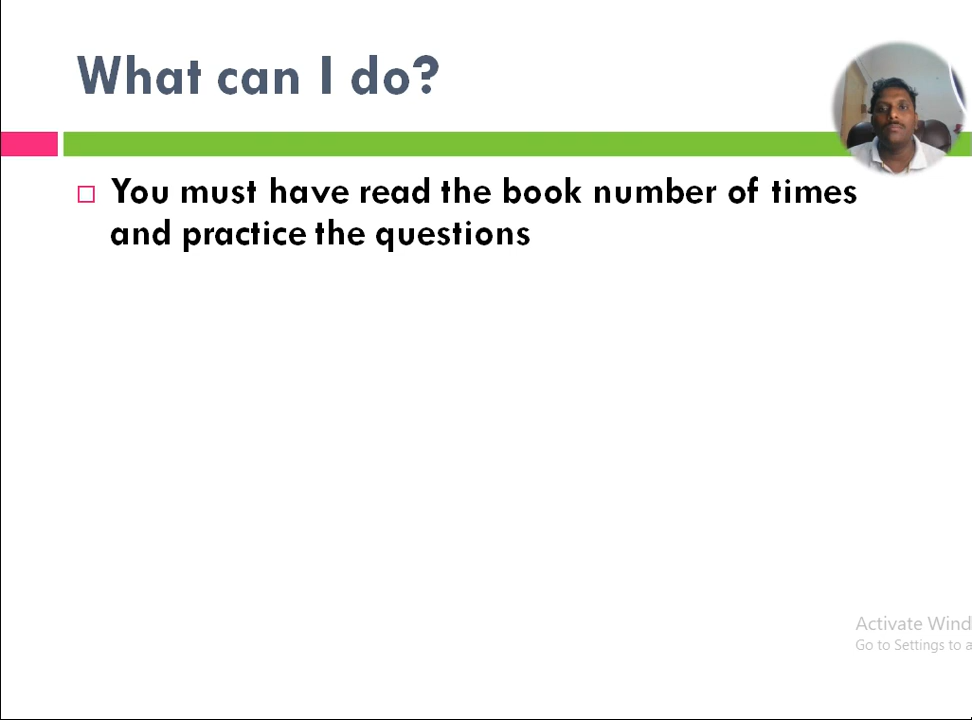 What can I do?
You must have read the book number of times
and practice the questions
Activate Wind
Go to Settings to a